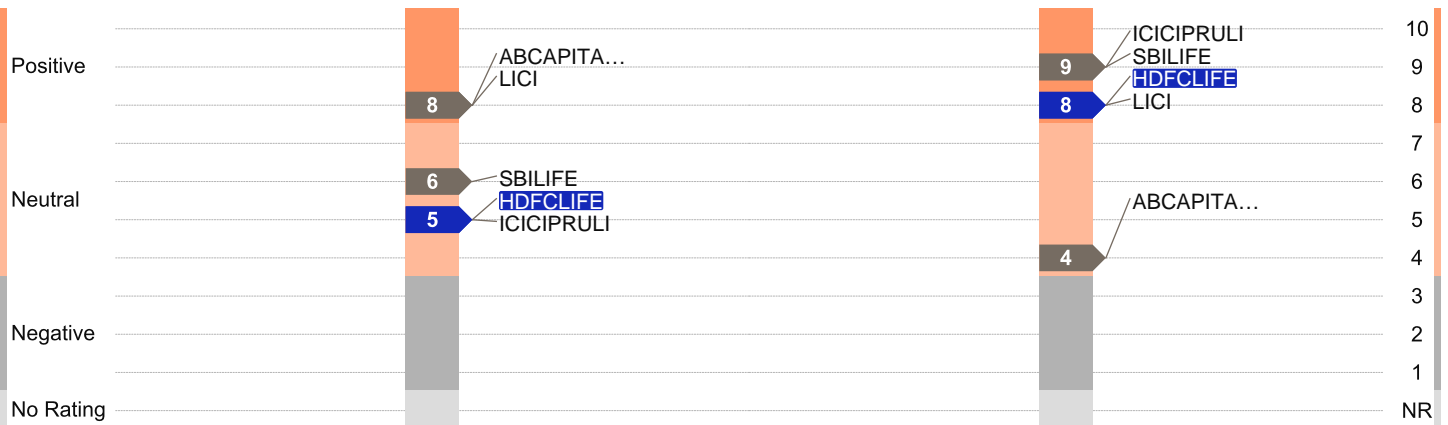 Positive
Neutral
Negative
No Rating
8
ABCAPITA...
LICI
6
SBILIFE
5
HDFCLIFE
ICICIPRULI
9
ICICIPRULI
SBILIFE
8
HDFCLIFE
LICI
4
ABCAPITA...
10
9
8
7
6
5
4
3
2
1
NR